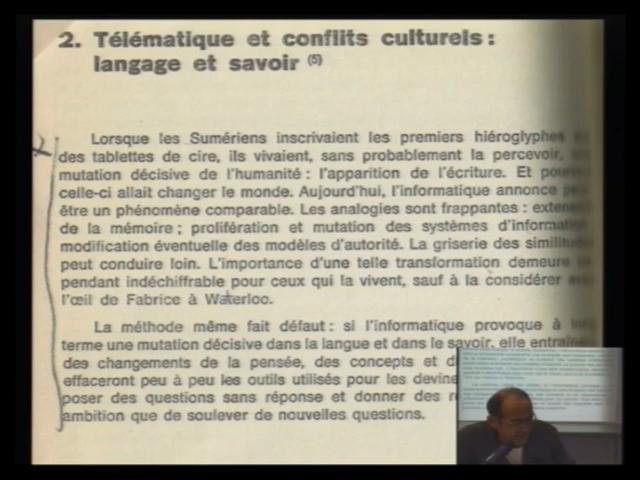 2. Télématique et conflits culturels :
langage et savoir (5)
Lorsque les Sumériens inscrivaient les premiers hiéroglyphes
des tablettes de cire, ils vivaient, sans probablement la percevoir,
mutation décisive de l'humanité : l'apparition de l'écriture. Et
celle-ci allait changer le monde. Aujourd'hui, l'informatique annonce
être un phénomène comparable. Les analogies sont frappantes :
de la mémoire ; prolifération et mutation des systèmes
modification éventuelle des modèles d'autorité. La griserie des
peut conduire loin. L'importance d'une telle transformation demeure
pendant indéchiffrable pour ceux qui la vivent, sauf à la considérer
l'œil de Fabrice à Waterloo.
La méthode même fait défaut : si l'informatique provoque à
terme une mutation décisive dans la langue et dans le savoir, elle
des changements de la pensée, des concepts et
effaceront peu à peu les outils utilisés pour les
poser des questions sans réponse et donner des
ambition que de soulever de nouvelles questions.